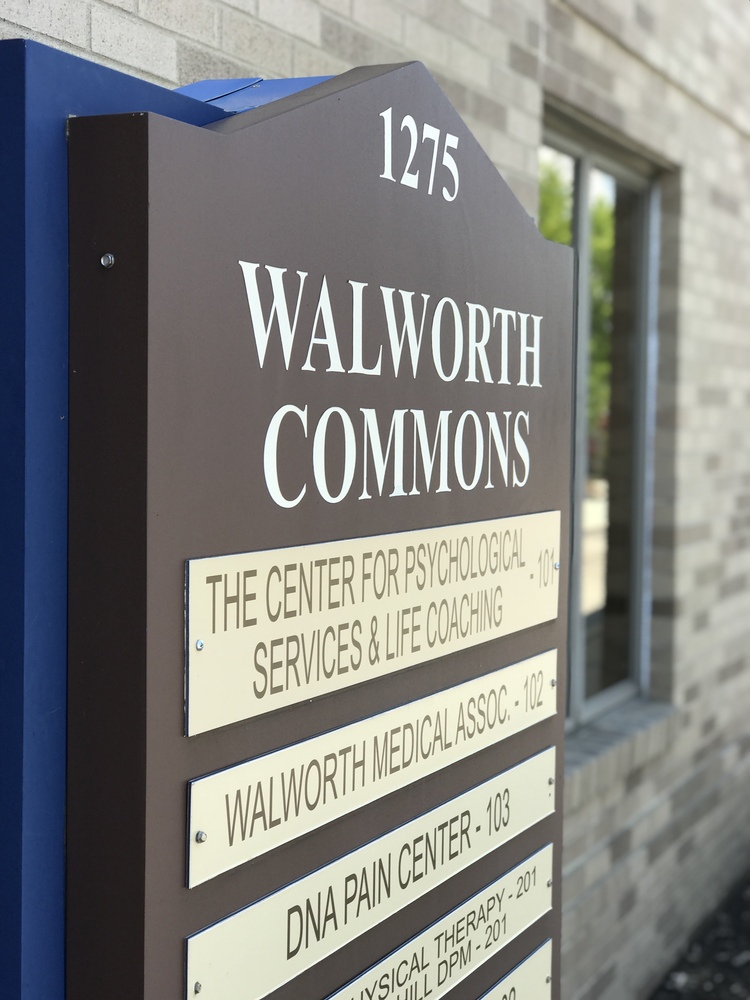 1275
WALWORTH
COMMONS
THE CENTER FOR PSYCHOLOGICAL
SERVICES & LIFE COACHING - 101
WALWORTH MEDICAL ASSOC. - 102
DNA PAIN CENTER - 103
THERAPY - 201
HILL DPM - 201